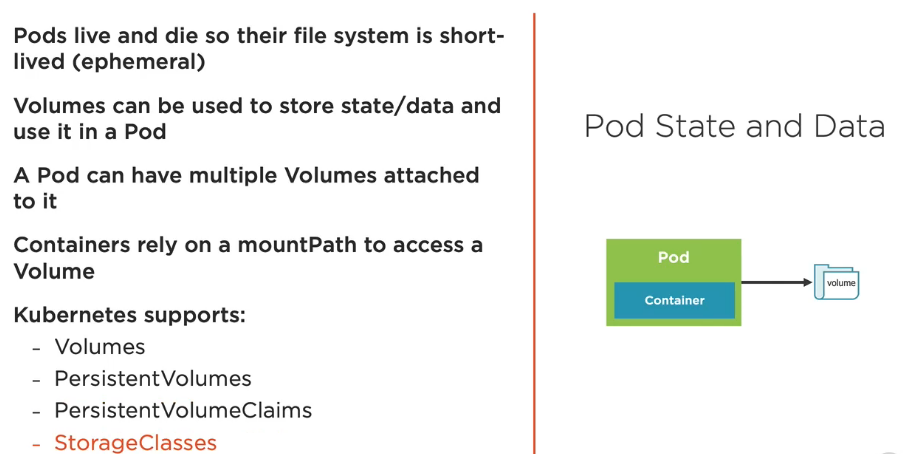 Pods live and die so their file system is short-
lived (ephemeral)
Volumes can be used to store state/data and
use it in a Pod
A Pod can have multiple Volumes attached
to it
Containers rely on a mountPath to access a
Volume
Kubernetes supports:
- Volumes
- PersistentVolumes
- PersistentVolumeClaims
- StorageClasses
Pod State and Data
Pod
Container
volume